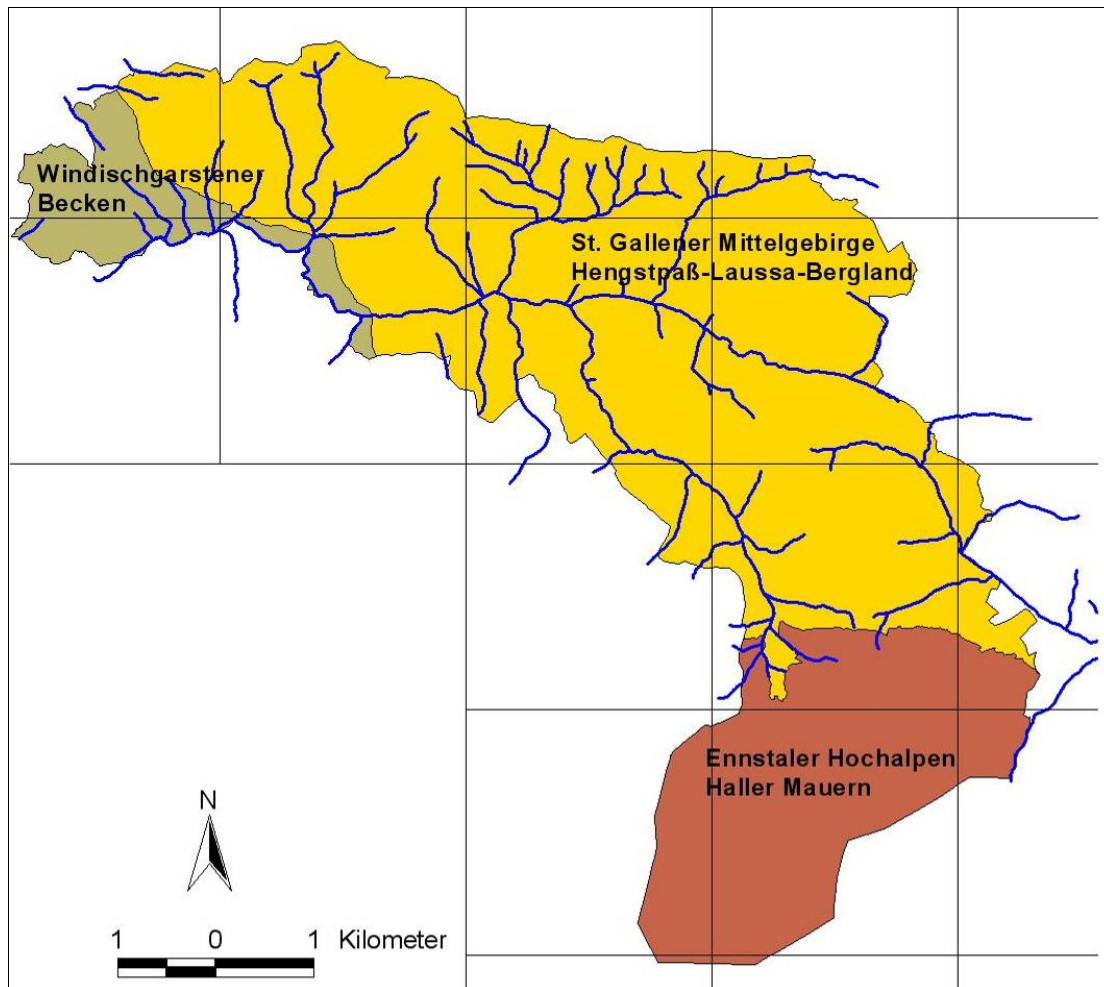 Windischgarstener
Becken
St. Gallener Mittelgebirge
Hengstpaß-Laussa-Bergland
Ennstaler Hochalpen
Haller Mauern
N
1 0 1 Kilometer